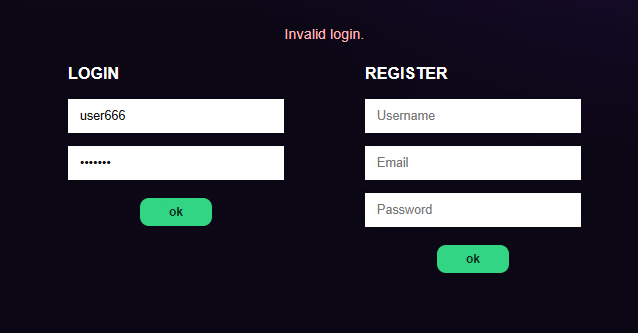 Invalid login.
LOGIN
user666
•••••••
ok
REGISTER
Username
Email
Password
ok